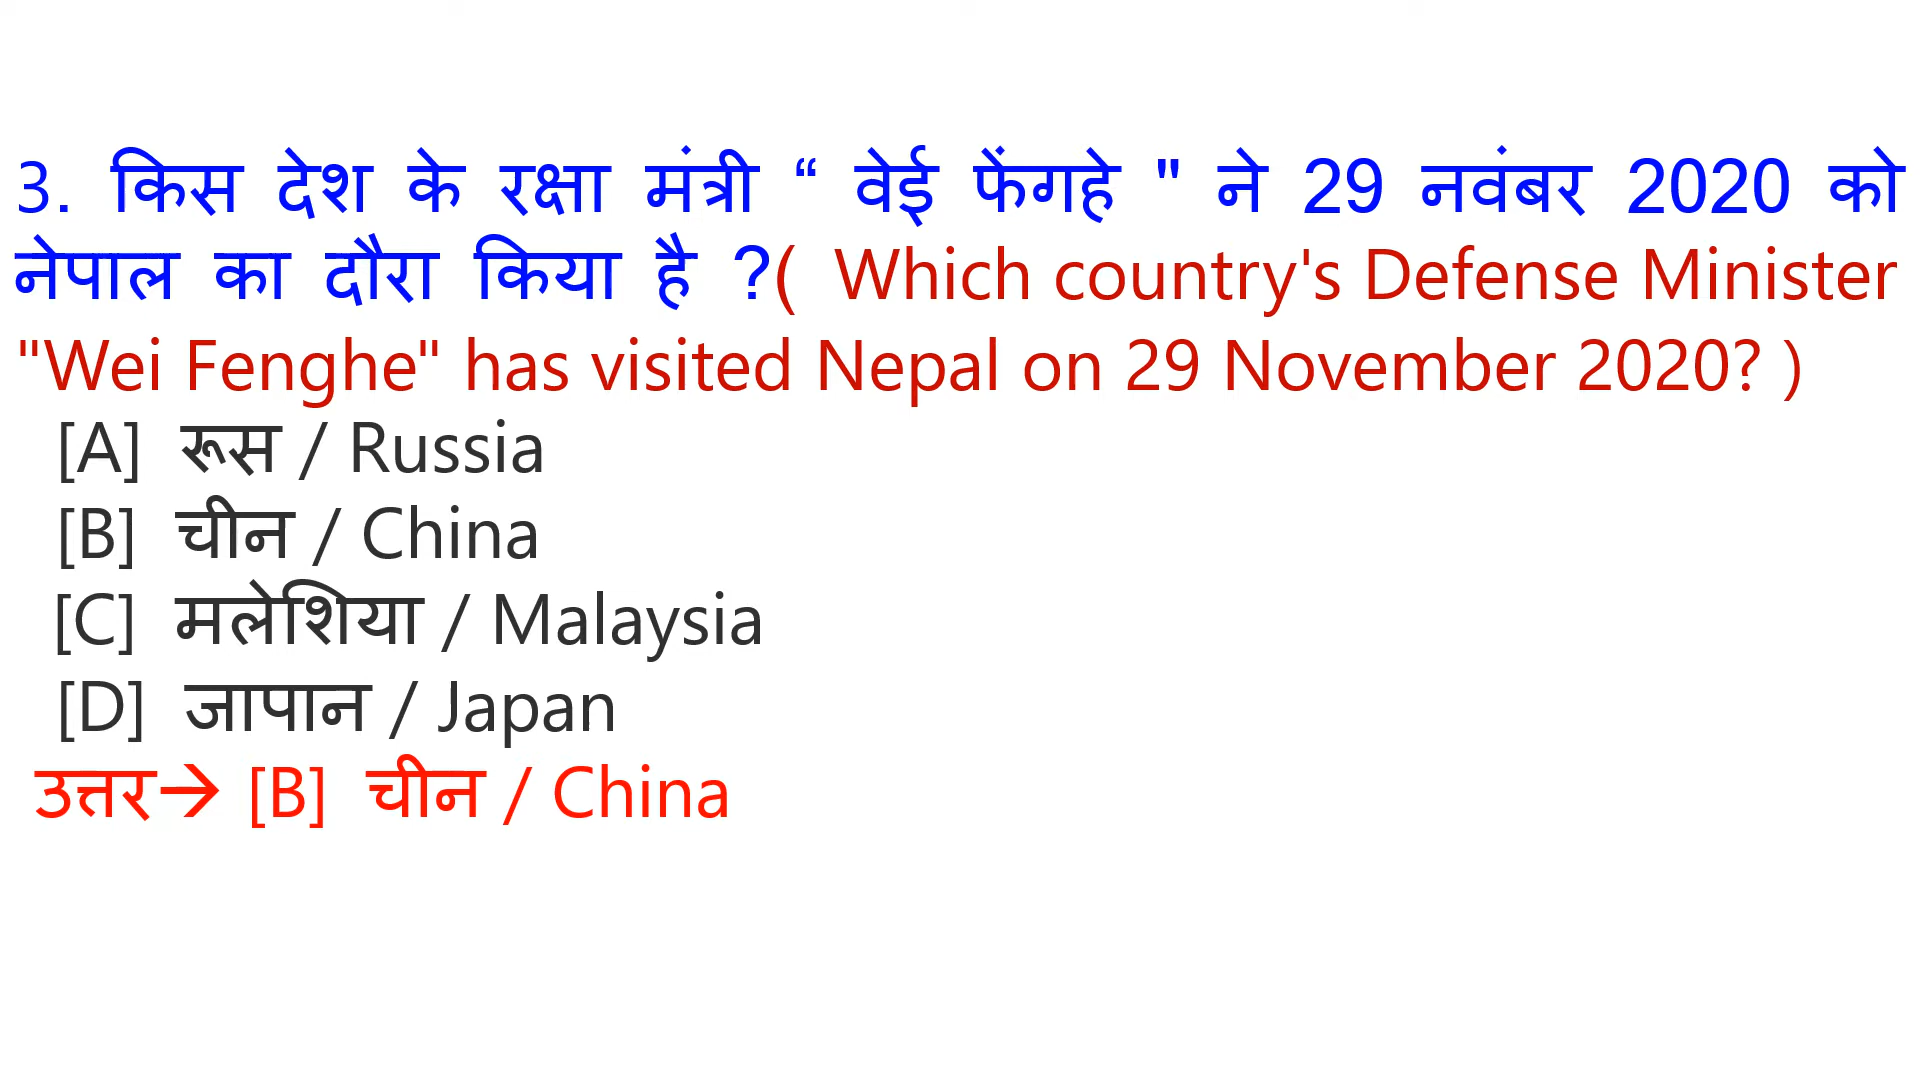 3. किस देश के रक्षा मंत्री “ वेई फेंगहे " ने 29 नवंबर 2020 को
नेपाल का दौरा किया है ?( Which country's Defense Minister
"Wei Fenghe" has visited Nepal on 29 November 2020? )
[A] रूस / Russia
[B] चीन / China
[C] मलेशिया / Malaysia
[D] जापान / Japan
उत्तर→ [B] चीन / China